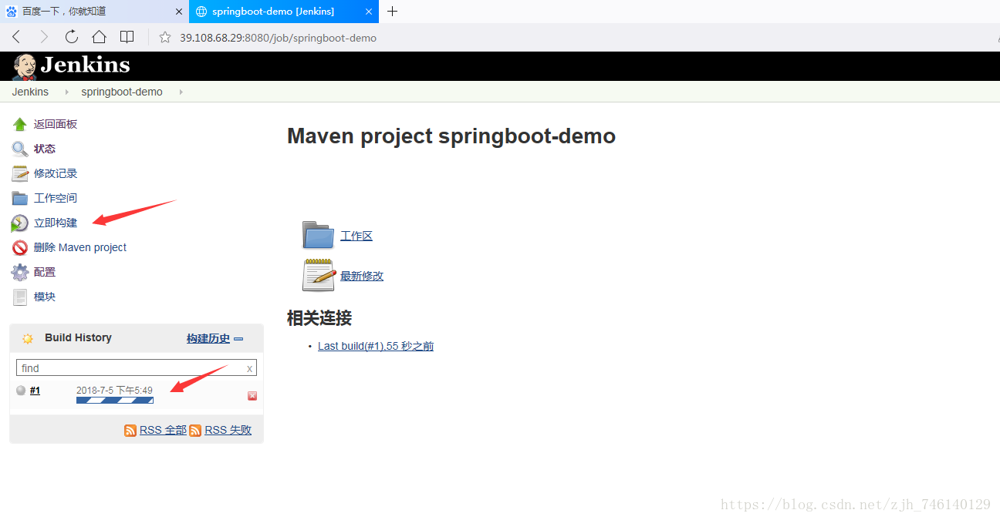 百度一下，你就知道
springboot-demo [Jenkins]
39.108.68.29:8080/job/springboot-demo
Jenkins
Jenkins springboot-demo
返回面板
状态
修改记录
工作空间
立即构建
删除 Maven project
配置
模块
Build History 构建历史
find x
#1 2018-7-5 下午5:49
RSS 全部 RSS 失败
Maven project springboot-demo
工作区
最新修改
相关连接
Last build(#1),55 秒之前
https://blog.csdn.net/zjh_746140129